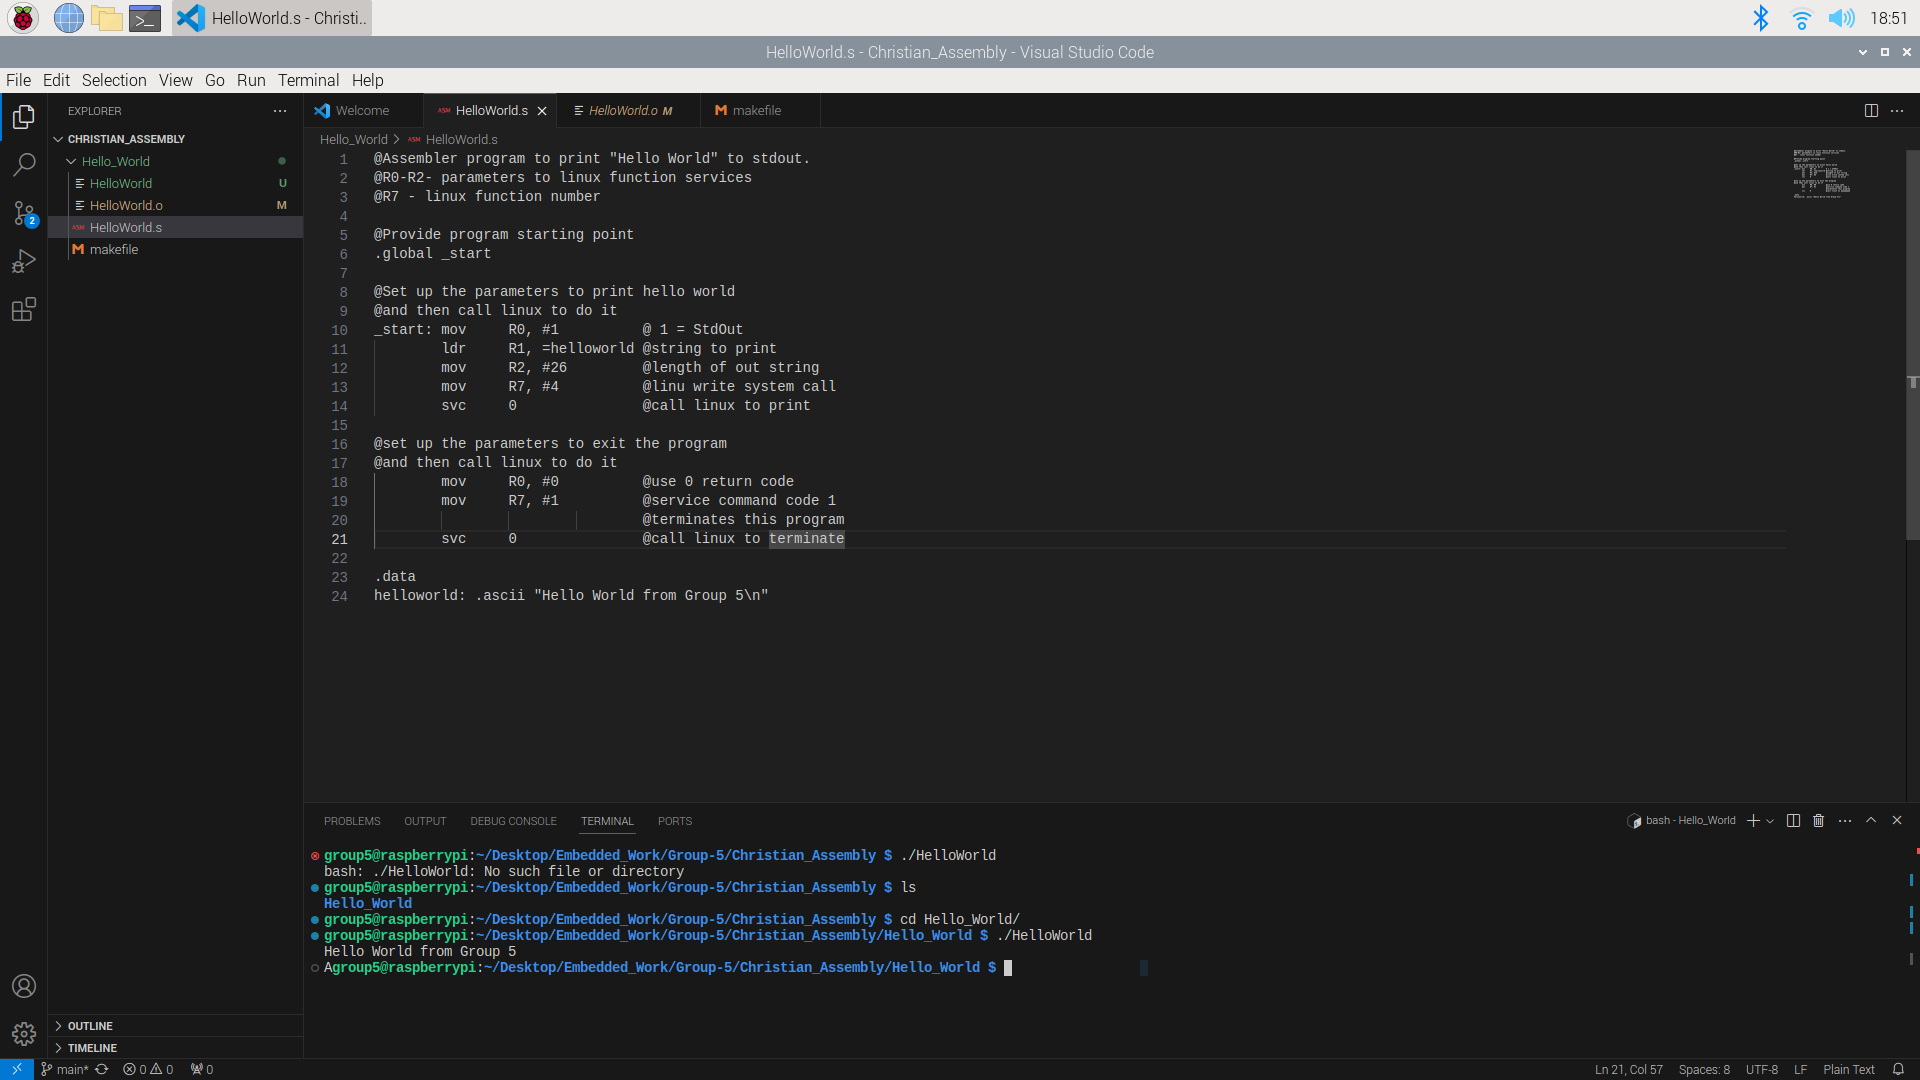 HelloWorld.s - Christi..
18:51
HelloWorld.s - Christian_Assembly - Visual Studio Code
File Edit Selection View Go Run Terminal Help
EXPLORER
CHRISTIAN_ASSEMBLY
Hello_World
HelloWorld U
HelloWorld.o M
ASM HelloWorld.s
M makefile
OUTLINE
TIMELINE
2
Welcome
ASM HelloWorld.s
HelloWorld.o M
M makefile
Hello_World > ASM HelloWorld.s
1 @Assembler program to print "Hello World" to stdout.
2 @R0-R2- parameters to linux function services
3 @R7 - linux function number
4
5 @Provide program starting point
6 .global _start
7
8 @Set up the parameters to print hello world
9 @and then call linux to do it
10 _start: mov     R0, #1          @ 1 = StdOut
11         ldr     R1, =helloworld @string to print
12         mov     R2, #26         @length of out string
13         mov     R7, #4          @linu write system call
14         svc     0               @call linux to print
15
16 @set up the parameters to exit the program
17 @and then call linux to do it
18         mov     R0, #0          @use 0 return code
19         mov     R7, #1          @service command code 1
20                                 @terminates this program
21         svc     0               @call linux to terminate
22
23 .data
24 helloworld: .ascii "Hello World from Group 5\n"
PROBLEMS OUTPUT DEBUG CONSOLE TERMINAL PORTS
bash - Hello_World
group5@raspberrypi:~/Desktop/Embedded_Work/Group-5/Christian_Assembly $ ./HelloWorld
bash: ./HelloWorld: No such file or directory
group5@raspberrypi:~/Desktop/Embedded_Work/Group-5/Christian_Assembly $ ls
Hello_World
group5@raspberrypi:~/Desktop/Embedded_Work/Group-5/Christian_Assembly $ cd Hello_World/
group5@raspberrypi:~/Desktop/Embedded_Work/Group-5/Christian_Assembly/Hello_World $ ./HelloWorld
Hello World from Group 5
Agroup5@raspberrypi:~/Desktop/Embedded_Work/Group-5/Christian_Assembly/Hello_World $
main* 0 0 0
Ln 21, Col 57 Spaces: 8 UTF-8 LF Plain Text